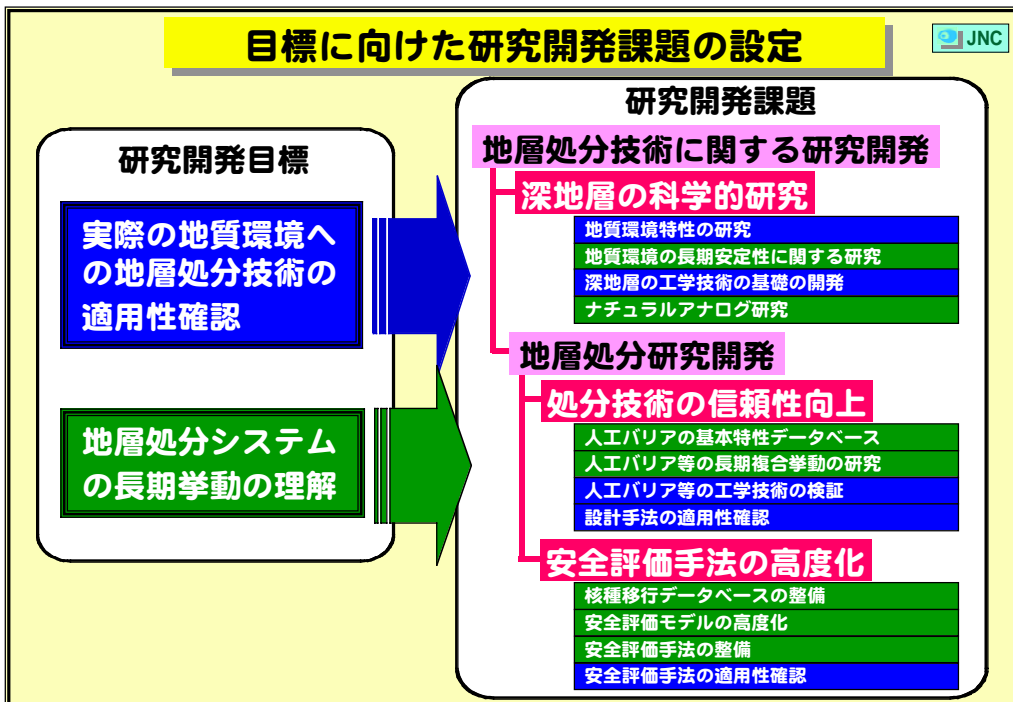 目標に向けた研究開発課題の設定
JNC
研究開発目標
実際の地質環境へ
の地層処分技術の
適用性確認
地層処分システム
の長期挙動の理解
研究開発課題
地層処分技術に関する研究開発
深地層の科学的研究
地質環境特性の研究
地質環境の長期安定性に関する研究
深地層の工学技術の基礎の開発
ナチュラルアナログ研究
地層処分研究開発
処分技術の信頼性向上
人工バリアの基本特性データベース
人工バリア等の長期複合挙動の研究
人工バリア等の工学技術の検証
設計手法の適用性確認
安全評価手法の高度化
核種移行データベースの整備
安全評価モデルの高度化
安全評価手法の整備
安全評価手法の適用性確認